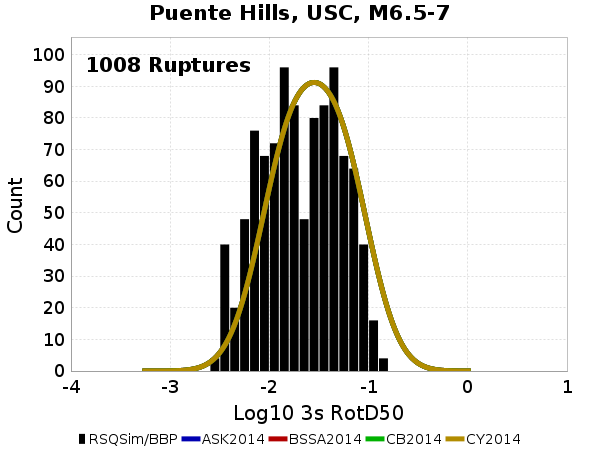 Puente Hills, USC, M6.5-7
1008 Ruptures
Count
100
90
80
70
60
50
40
30
20
10
0
-4 -3 -2 -1 0 1
Log10 3s RotD50
RSQSim/BBP ASK2014 BSSA2014 CB2014 CY2014